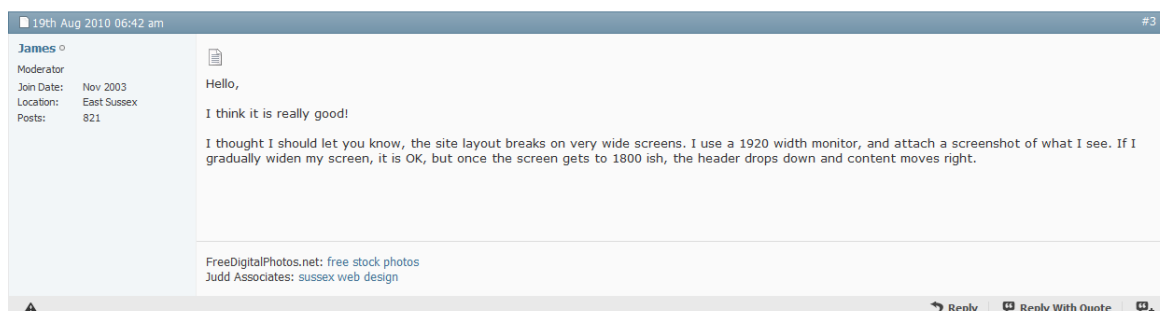 19th Aug 2010 06:42 am
#3
James
Moderator
Join Date: Nov 2003
Location: East Sussex
Posts: 821
Hello,
I think it is really good!
I thought I should let you know, the site layout breaks on very wide screens. I use a 1920 width monitor, and attach a screenshot of what I see. If I
gradually widen my screen, it is OK, but once the screen gets to 1800 ish, the header drops down and content moves right.
FreeDigitalPhotos.net: free stock photos
Judd Associates: sussex web design
Reply Reply With Quote